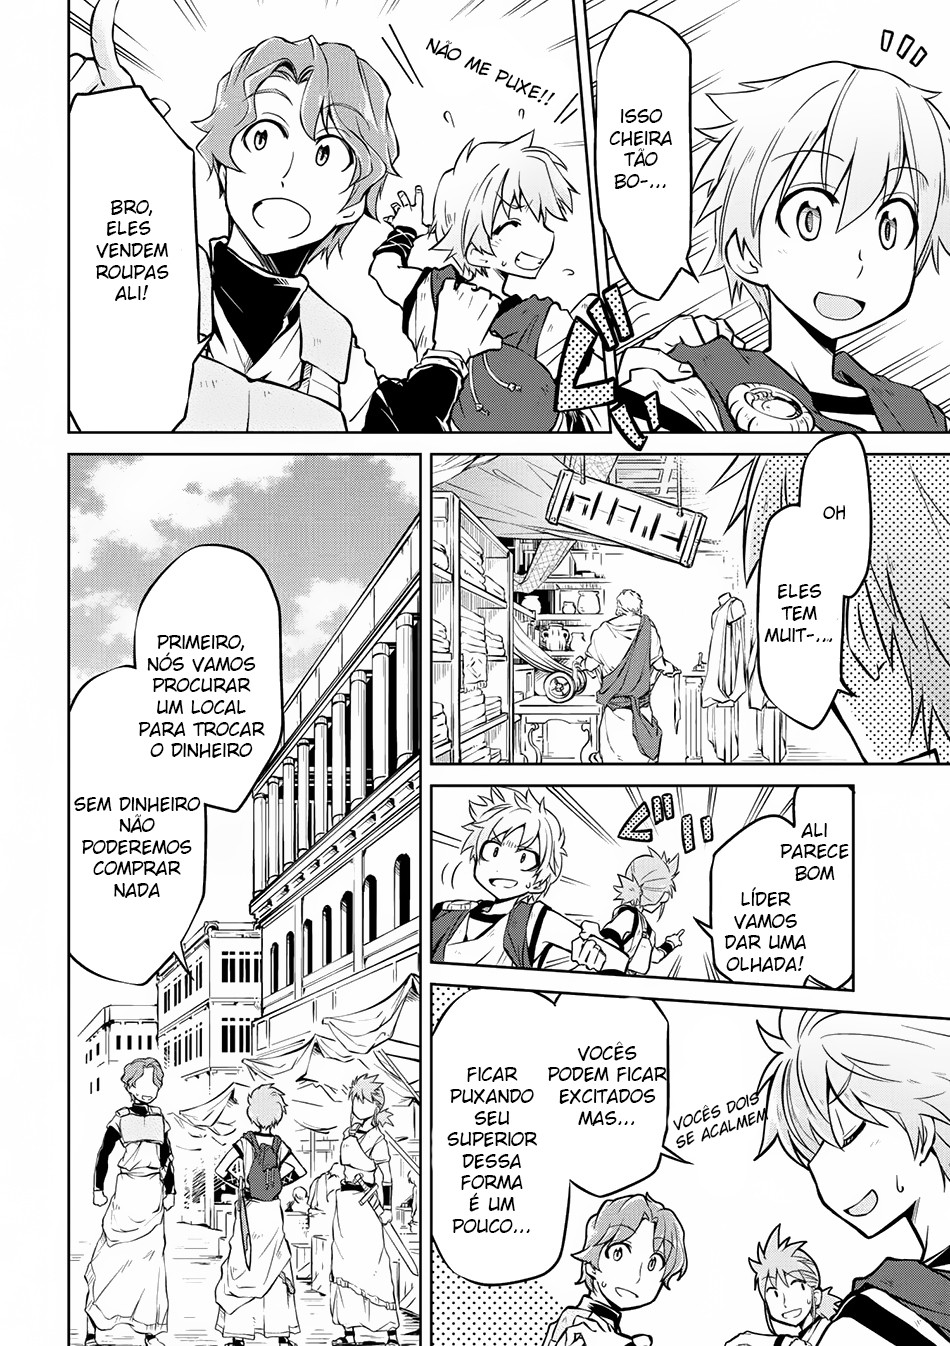 ISSO
CHEIRA
TÃO
BO-...
NÃO ME PUXE!!
BRO,
ELES
VENDEM
ROUPAS
ALI!
OH
ELES
TEM
MUIT-...
ALI
PARECE
BOM
LÍDER
VAMOS
DAR UMA
OLHADA!
VOCÊS DOIS
SE ACALMEM
VOCÊS
PODEM FICAR
EXCITADOS
MAS...
FICAR
PUXANDO
SEU
SUPERIOR
DESSA
FORMA
É UM
POUCO...
PRIMEIRO,
NÓS VAMOS
PROCURAR
UM LOCAL
PARA TROCAR
O DINHEIRO
SEM DINHEIRO
NÃO
PODEREMOS
COMPRAR
NADA